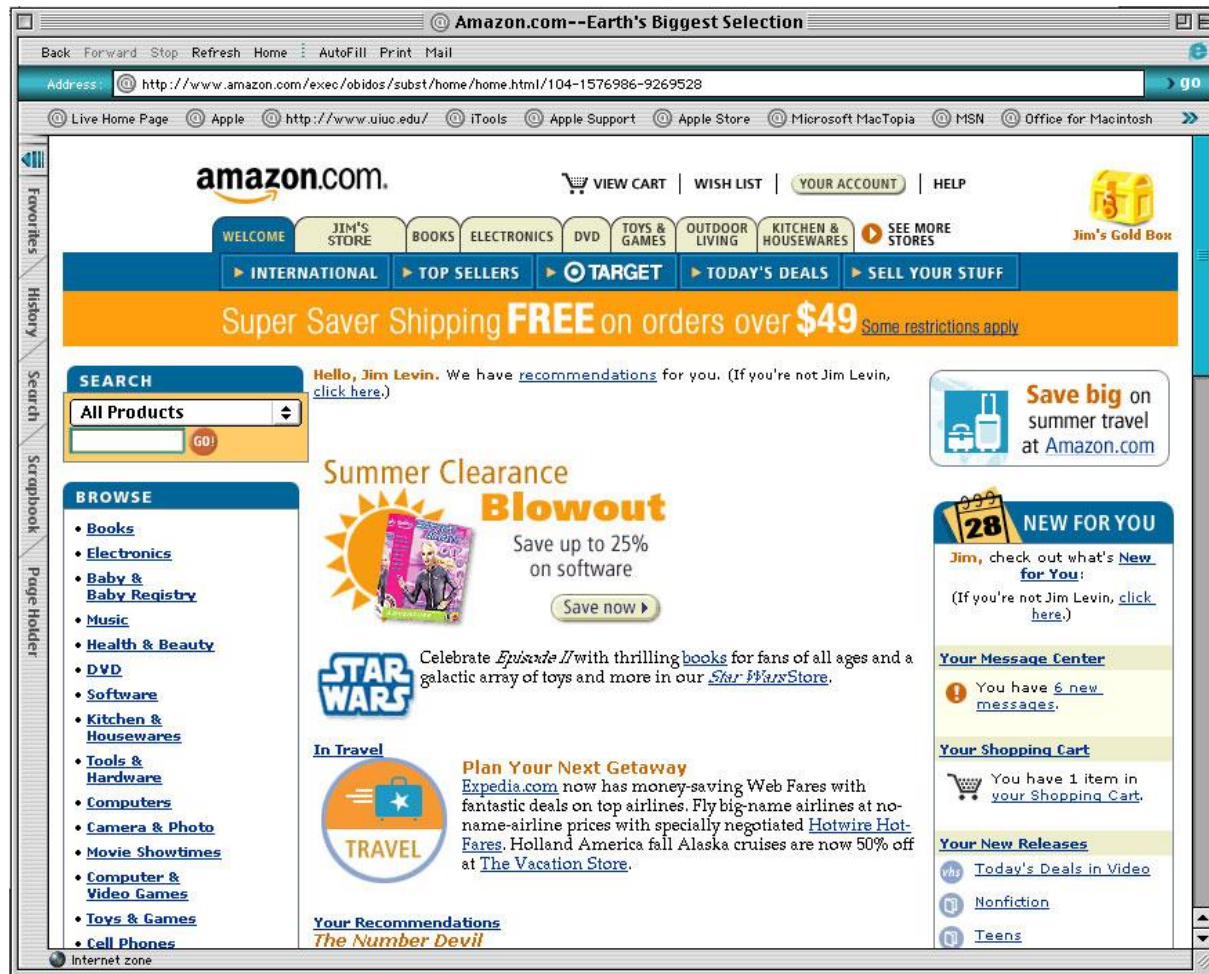 Amazon.com--Earth's Biggest Selection
Back Forward Stop Refresh Home AutoFill Print Mail
Address: http://www.amazon.com/exec/obidos/subst/home/home.html/104-1576986-9269528 go
Live Home Page Apple http://www.uiuc.edu/ iTools Apple Support Apple Store Microsoft MacTopia MSN Office for Macintosh
Favorites
History
Search
Scrapbook
Page Holder
amazon.com.
VIEW CART | WISH LIST | YOUR ACCOUNT | HELP
Jim's Gold Box
WELCOME
JIM'S
STORE
BOOKS
ELECTRONICS
DVD
TOYS &
GAMES
OUTDOOR
LIVING
KITCHEN &
HOUSEWARES
SEE MORE
STORES
INTERNATIONAL TOP SELLERS TARGET TODAY'S DEALS SELL YOUR STUFF
Super Saver Shipping FREE on orders over $49 Some restrictions apply
SEARCH
All Products
GO!
BROWSE
• Books
• Electronics
• Baby &
Baby Registry
• Music
• Health & Beauty
• DVD
• Software
• Kitchen &
Housewares
• Tools &
Hardware
• Computers
• Camera & Photo
• Movie Showtimes
• Computer &
Video Games
• Toys & Games
• Cell Phones
Hello, Jim Levin. We have recommendations for you. (If you're not Jim Levin,
click here.)
Summer Clearance
Blowout
Save up to 25%
on software
Save now
STAR
WARS
Celebrate Episode II with thrilling books for fans of all ages and a
galactic array of toys and more in our Star Wars Store.
In Travel
TRAVEL
Plan Your Next Getaway
Expedia.com now has money-saving Web Fares with
fantastic deals on top airlines. Fly big-name airlines at no-
name-airline prices with specially negotiated Hotwire Hot-
Fares. Holland America fall Alaska cruises are now 50% off
at The Vacation Store.
Your Recommendations
The Number Devil
Save big on
summer travel
at Amazon.com
28
NEW FOR YOU
Jim, check out what's New
for You:
(If you're not Jim Levin, click
here.)
Your Message Center
You have 6 new
messages.
Your Shopping Cart
You have 1 item in
your Shopping Cart.
Your New Releases
vhs Today's Deals in Video
Nonfiction
Teens
Internet zone